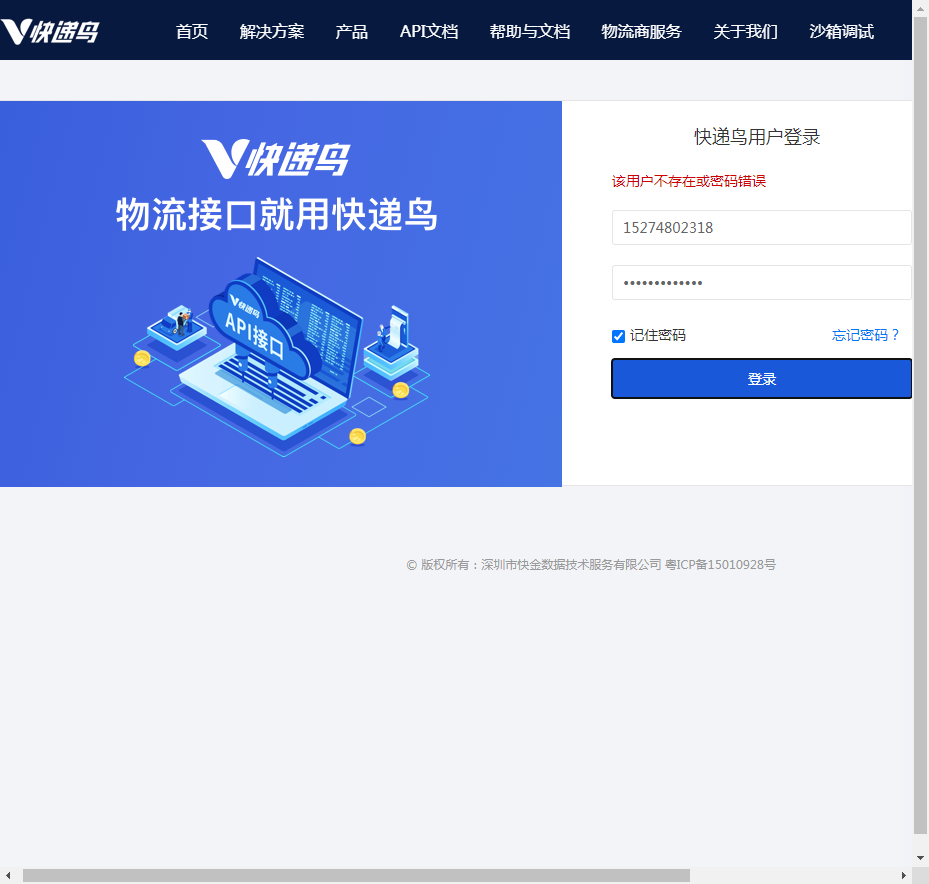 快递鸟 首页 解决方案 产品 API文档 帮助与文档 物流商服务 关于我们 沙箱调试
快递鸟
物流接口就用快递鸟
快递鸟
API接口
快递鸟用户登录
该用户不存在或密码错误
15274802318
•••••••••••••
记住密码 忘记密码？
登录
© 版权所有：深圳市快金数据技术服务有限公司 粤ICP备15010928号